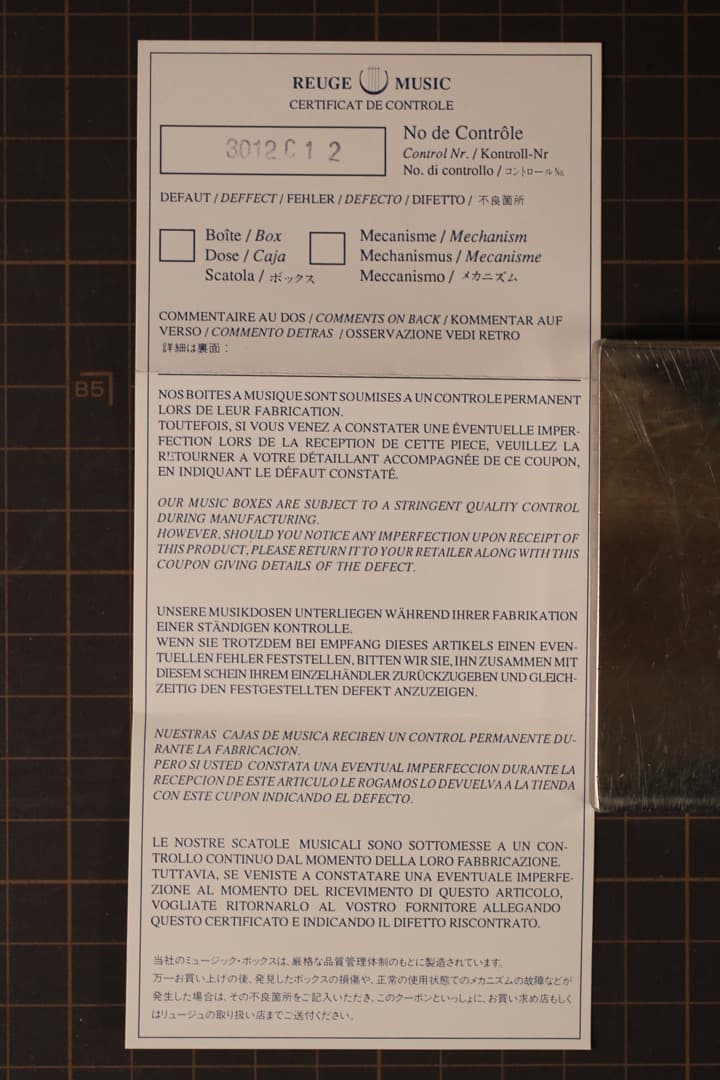 REUGE MUSIC
CERTIFICAT DE CONTROLE
3012 C 1 2
No de Contrôle
Control Nr. / Kontroll-Nr
No. di controllo / コントロールNo.
DEFAUT / DEFFECT / FEHLER / DEFECTO / DIFETTO / 不良箇所
Boîte / Box
Dose / Caja
Scatola / ボックス
Mecanisme / Mechanism
Mechanismus / Mecanisme
Meccanismo / メカニズム
COMMENTAIRE AU DOS / COMMENTS ON BACK / KOMMENTAR AUF
VERSO / COMMENTO DETRAS / OSSERVAZIONE VEDI RETRO
詳細は裏面：
B5
NOS BOITES A MUSIQUE SONT SOUMISES A UN CONTROLE PERMANENT
LORS DE LEUR FABRICATION.
TOUTEFOIS, SI VOUS VENEZ A CONSTATER UNE ÉVENTUELLE IMPER-
FECTION LORS DE LA RECEPTION DE CETTE PIECE, VEUILLEZ LA
RETOURNER A VOTRE DÉTAILLANT ACCOMPAGNÉE DE CE COUPON,
EN INDIQUANT LE DÉFAUT CONSTATÉ.
OUR MUSIC BOXES ARE SUBJECT TO A STRINGENT QUALITY CONTROL
DURING MANUFACTURING.
HOWEVER, SHOULD YOU NOTICE ANY IMPERFECTION UPON RECEIPT OF
THIS PRODUCT, PLEASE RETURN IT TO YOUR RETAILER ALONG WITH THIS
COUPON GIVING DETAILS OF THE DEFECT.
UNSERE MUSIKDOSEN UNTERLIEGEN WÄHREND IHRER FABRIKATION
EINER STÄNDIGEN KONTROLLE.
WENN SIE TROTZDEM BEI EMPFANG DIESES ARTIKELS EINEN EVEN-
TUELLEN FEHLER FESTSTELLEN, BITTEN WIR SIE, IHN ZUSAMMEN MIT
DIESEM SCHEIN IHREM EINZELHÄNDLER ZURÜCKZUGEBEN UND GLEICH-
ZEITIG DEN FESTGESTELLTEN DEFEKT ANZUZEIGEN.
NUESTRAS CAJAS DE MUSICA RECIBEN UN CONTROL PERMANENTE DU-
RANTE LA FABRICACION.
PERO SI USTED CONSTATA UNA EVENTUAL IMPERFECCION DURANTE LA
RECEPCION DE ESTE ARTICULO LE ROGAMOS LO DEVUELVA A LA TIENDA
CON ESTE CUPON INDICANDO EL DEFECTO.
LE NOSTRE SCATOLE MUSICALI SONO SOTTOMESSE A UN CON-
TROLLO CONTINUO DAL MOMENTO DELLA LORO FABBRICAZIONE.
TUTTAVIA, SE VENISTE A CONSTATARE UNA EVENTUALE IMPERFE-
ZIONE AL MOMENTO DEL RICEVIMENTO DI QUESTO ARTICOLO,
VOGLIATE RITORNARLO AL VOSTRO FORNITORE ALLEGANDO
QUESTO CERTIFICATO E INDICANDO IL DIFETTO RISCONTRATO.
当社のミュージック・ボックスは、厳格な品質管理体制のもとに製造されています。
万一お買い上げの後、発見したボックスの損傷や、正常の使用状態でのメカニズムの故障などが
発生した場合は、その不良箇所をご記入いただき、このクーポンといっしょに、お買い求め店もしく
はリュージュの取り扱い店までご送付ください。